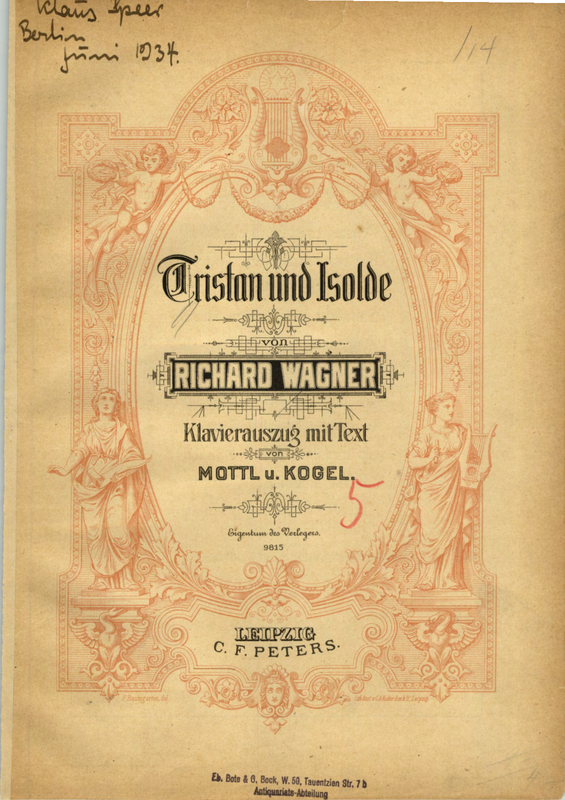 Klaus Speer
Berlin
Juni 1934.
/14
Tristan und Isolde
von
RICHARD WAGNER
Klavierauszug mit Text
von
MOTTL u. KOGEL.
5
Eigentum des Verlegers.
9815
LEIPZIG
C. F. PETERS.
Ed. Bote & G. Bock, W. 50, Tauentzien Str. 7 b
Antiquariats-Abteilung